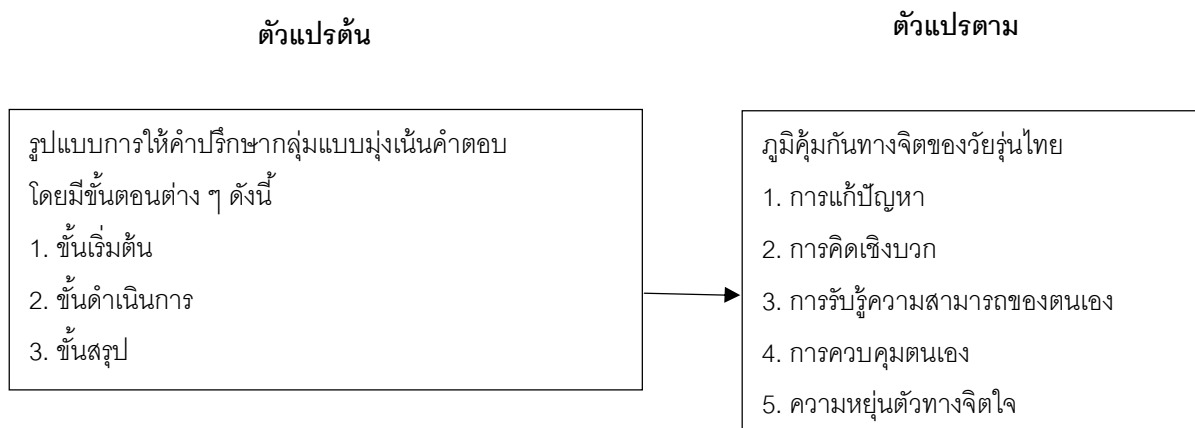 ตัวแปรต้น
ตัวแปรตาม
รูปแบบการให้คำปรึกษากลุ่มแบบมุ่งเน้นคำตอบ
โดยมีขั้นตอนต่าง ๆ ดังนี้
1. ขั้นเริ่มต้น
2. ขั้นดำเนินการ
3. ขั้นสรุป
ภูมิคุ้มกันทางจิตของวัยรุ่นไทย
1. การแก้ปัญหา
2. การคิดเชิงบวก
3. การรับรู้ความสามารถของตนเอง
4. การควบคุมตนเอง
5. ความหยุ่นตัวทางจิตใจ